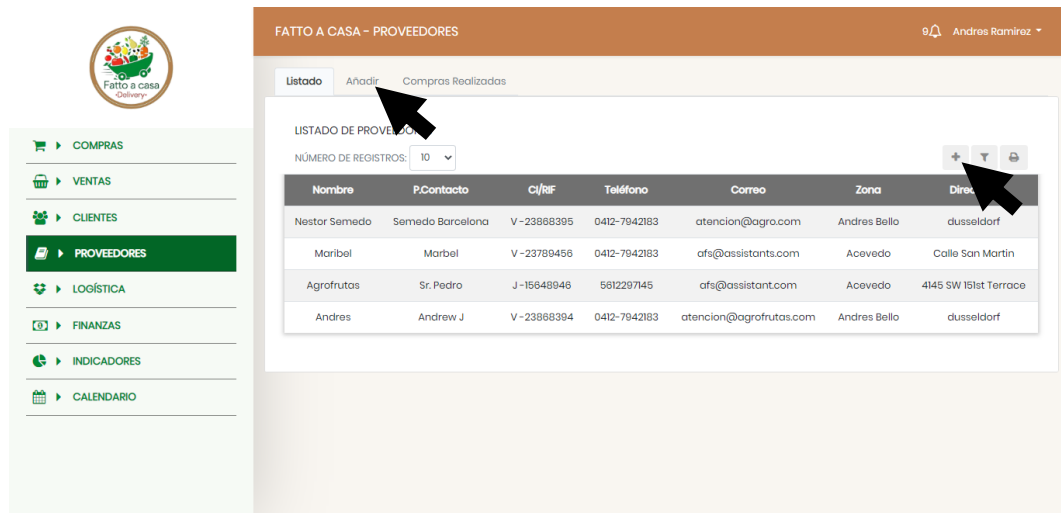 Fatto a casa
-Delivery-
FATTO A CASA - PROVEEDORES
9 Andres Ramirez
Listado Añadir Compras Realizadas
COMPRAS
VENTAS
CLIENTES
PROVEEDORES
LOGÍSTICA
FINANZAS
INDICADORES
CALENDARIO
LISTADO DE
NÚMERO DE REGISTROS: 10
Nombre P.Contacto CI/RIF Teléfono Correo Zona
Nestor Semedo Semedo Barcelona V-23868395 0412-7942183 atencion@agro.com Andres Bello dusseldorf
Maribel Marbel V-23789456 0412-7942183 afs@assistants.com Acevedo Calle San Martin
Agrofrutas Sr. Pedro J-15648946 5612297145 afs@assistant.com Acevedo 4145 SW 151st Terrace
Andres Andrew J V-23868394 0412-7942183 atencion@agrofrutas.com Andres Bello dusseldorf